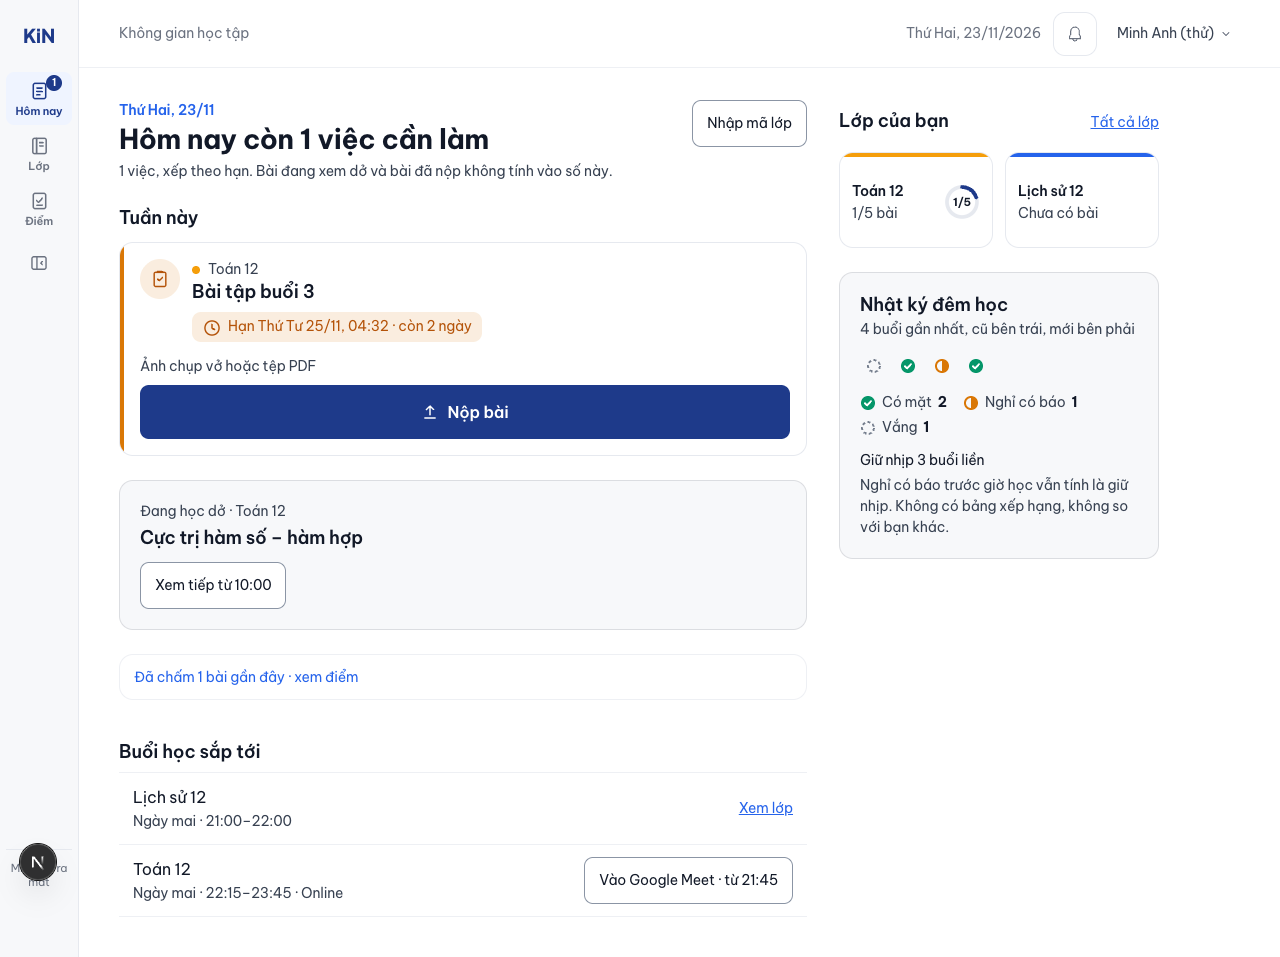 KiN
1
Hôm nay
Lớp
Điểm
N
mắt
Không gian học tập
Thứ Hai, 23/11/2026
Minh Anh (thử)
Thứ Hai, 23/11
Hôm nay còn 1 việc cần làm
1 việc, xếp theo hạn. Bài đang xem dở và bài đã nộp không tính vào số này.
Nhập mã lớp
Tuần này
Toán 12
Bài tập buổi 3
Hạn Thứ Tư 25/11, 04:32 · còn 2 ngày
Ảnh chụp vở hoặc tệp PDF
Nộp bài
Đang học dở · Toán 12
Cực trị hàm số – hàm hợp
Xem tiếp từ 10:00
Đã chấm 1 bài gần đây · xem điểm
Buổi học sắp tới
Lịch sử 12
Ngày mai · 21:00–22:00
Xem lớp
Toán 12
Ngày mai · 22:15–23:45 · Online
Vào Google Meet · từ 21:45
Lớp của bạn
Tất cả lớp
Toán 12
1/5 bài
1/5
Lịch sử 12
Chưa có bài
Nhật ký đêm học
4 buổi gần nhất, cũ bên trái, mới bên phải
Có mặt 2
Nghỉ có báo 1
Vắng 1
Giữ nhịp 3 buổi liền
Nghỉ có báo trước giờ học vẫn tính là giữ
nhịp. Không có bảng xếp hạng, không so
với bạn khác.